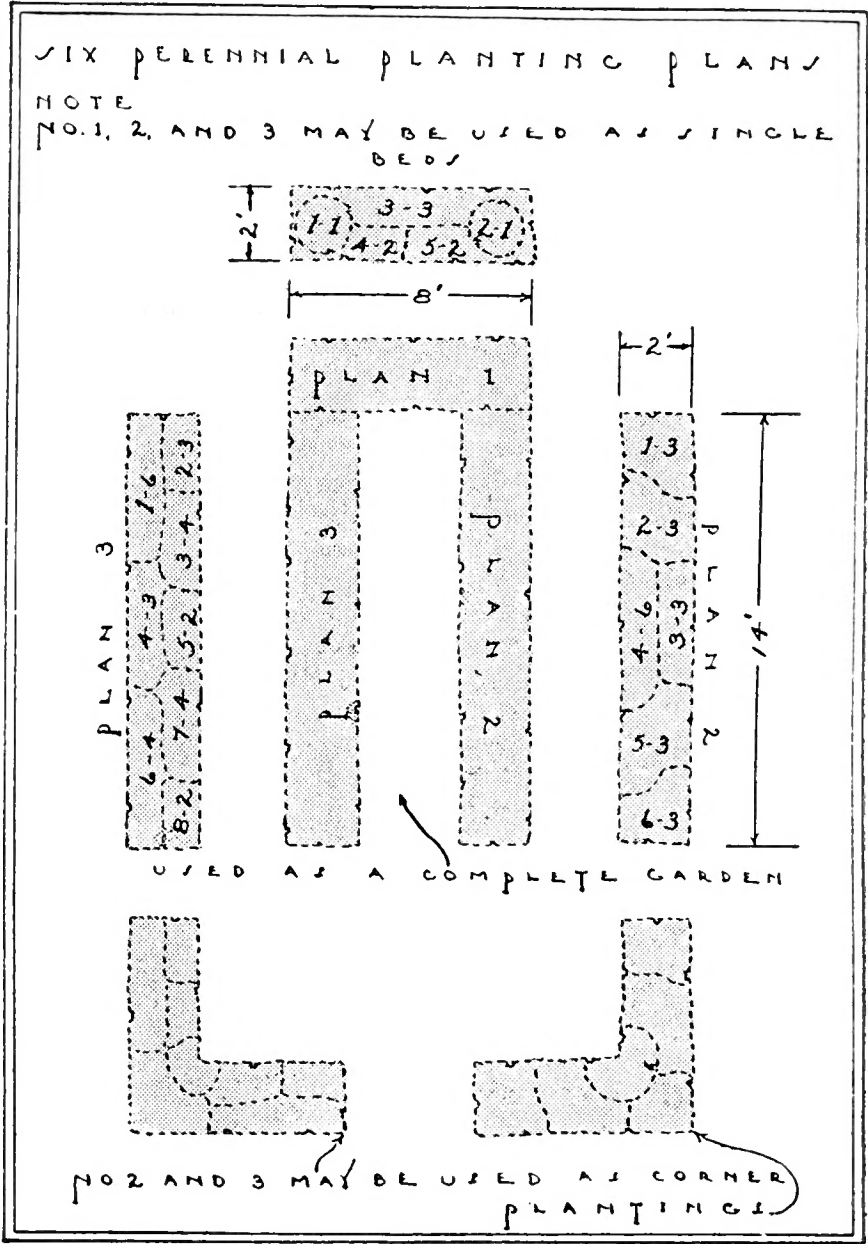 SIX PERENNIAL PLANTING PLANS
NOTE
NO. 1, 2, AND 3 MAY BE USED AS SINGLE
BEDS
2'
1-1
3-3
2-1
4-2
5-2
8'
PLAN 1
2'
PLAN 3
1-6
2-3
3-4
4-3
5-2
6-4
7-4
8-2
PLAN 3
PLAN, 2
1-3
2-3
3-3
4-6
5-3
6-3
PLAN 2
14'
USED AS A COMPLETE GARDEN
NO 2 AND 3 MAY BE USED AS CORNER
PLANTINGS.